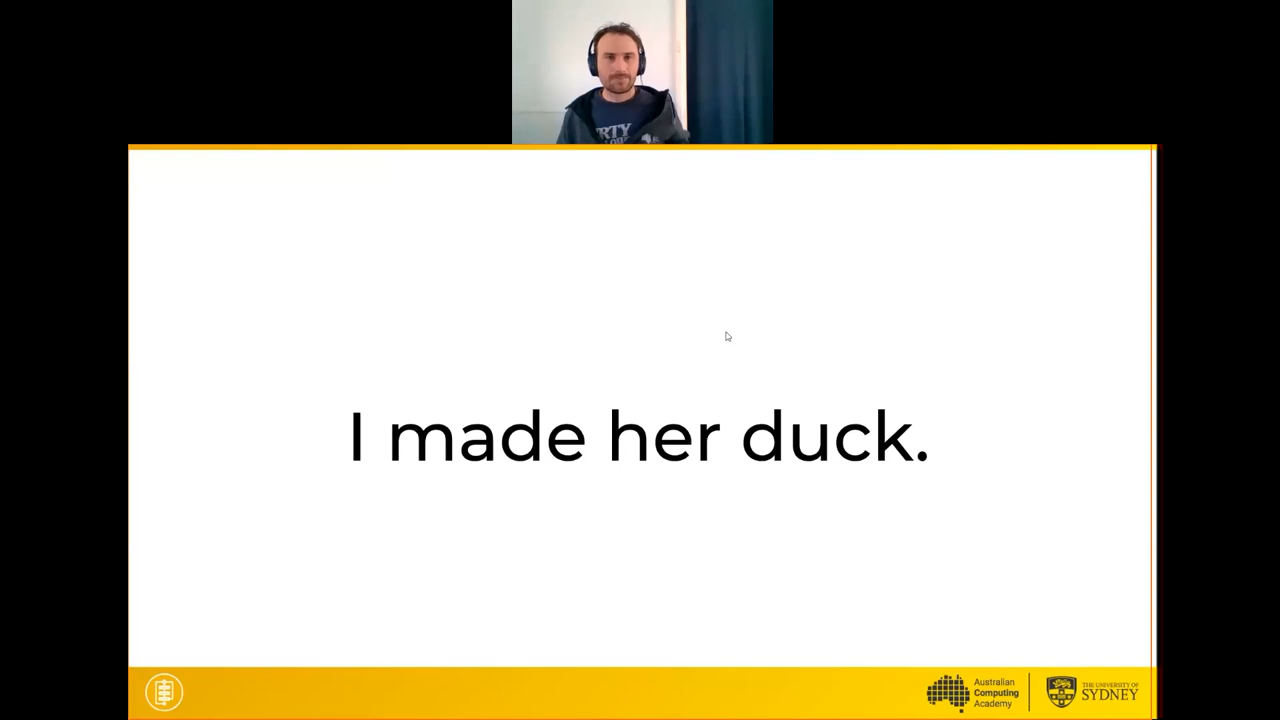 I made her duck.
Australian
Computing
Academy
THE UNIVERSITY OF
SYDNEY